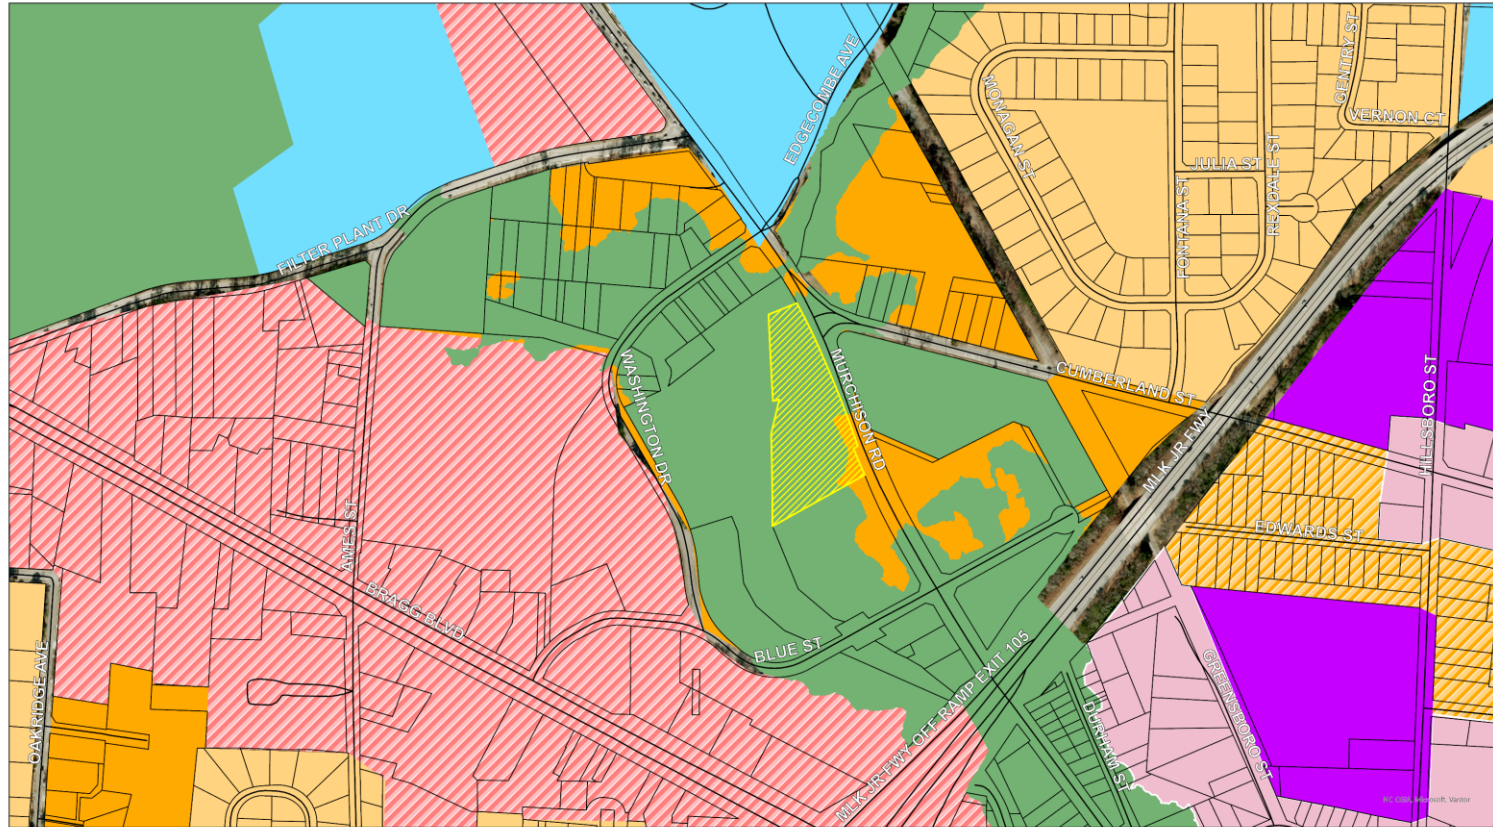 GENTRY ST
EDGECOMBE AVE
MONAGAN ST
VERNON CT
JULIA ST
REXDALE ST
FONTANA ST
FILTER PLANT DR
WASHINGTON DR
MURCHISON RD
CUMBERLAND ST
HILLSBORO ST
MLK JR FWY
AMES ST
EDWARDS ST
BRAGG BLVD
BLUE ST
OAKRIDGE AVE
MLK JR FWY OFF RAMP EXIT 105
GREENSBORO ST
DURHAM ST